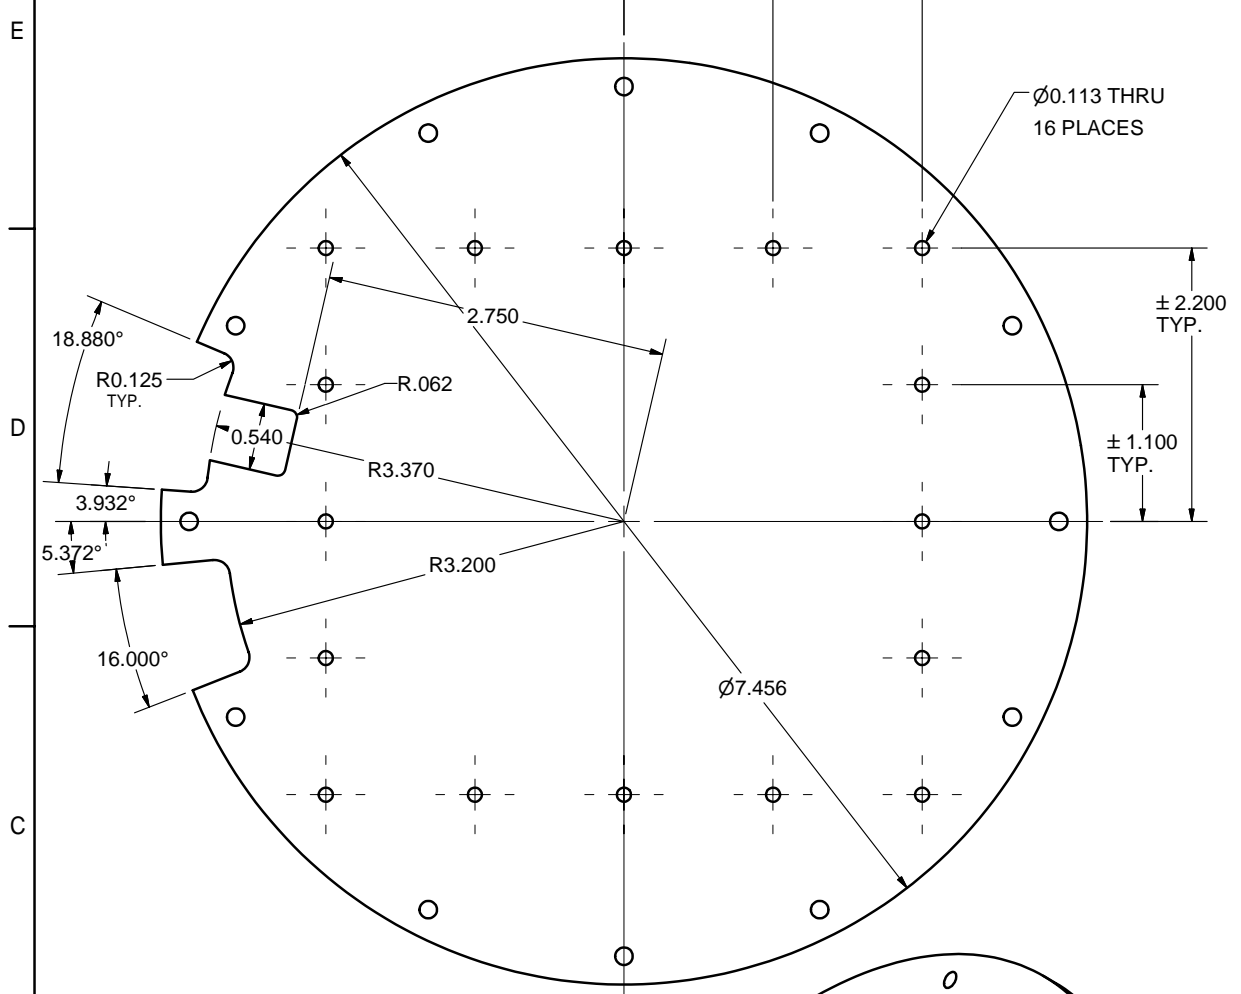 E
Ø0.113 THRU
16 PLACES
± 2.200
TYP.
2.750
18.880°
R0.125
TYP.
R.062
D
0.540
± 1.100
TYP.
R3.370
3.932°
5.372°
R3.200
16.000°
Ø7.456
C